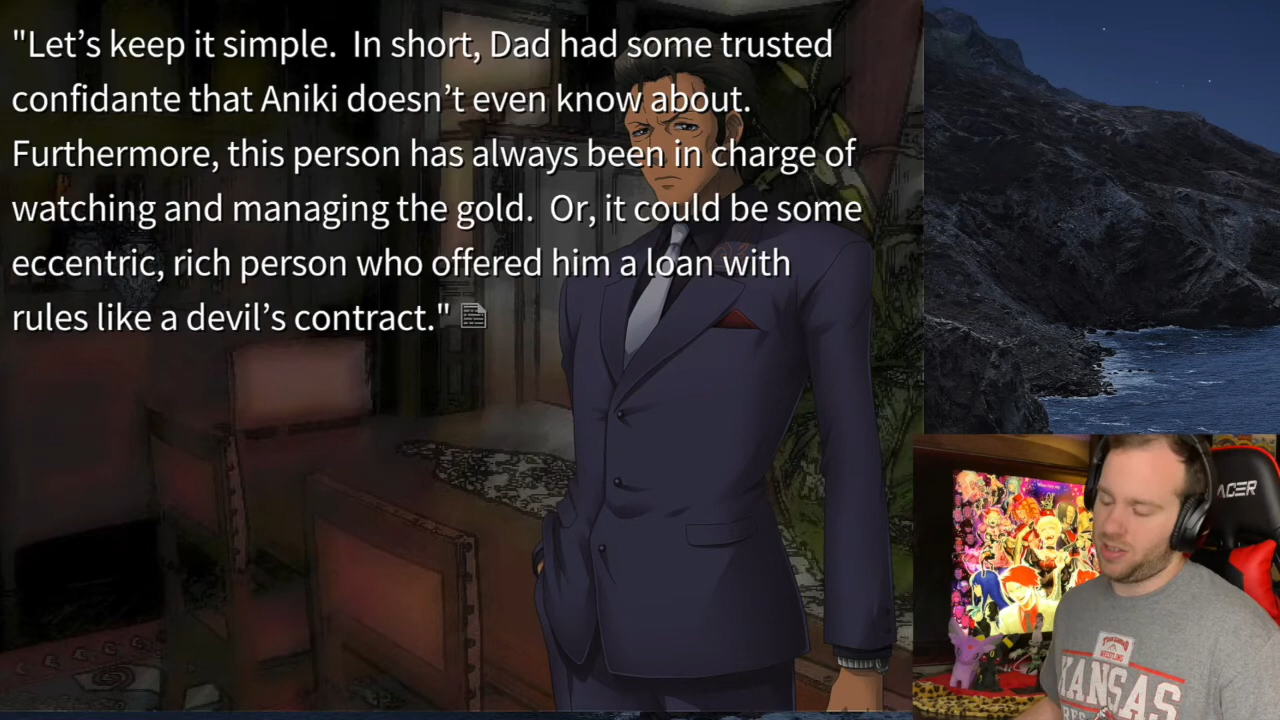 "Let’s keep it simple.  In short, Dad had some trusted
confidante that Aniki doesn’t even know about.
Furthermore, this person has always been in charge of
watching and managing the gold.  Or, it could be some
eccentric, rich person who offered him a loan with
rules like a devil’s contract."
ACER
KANSAS